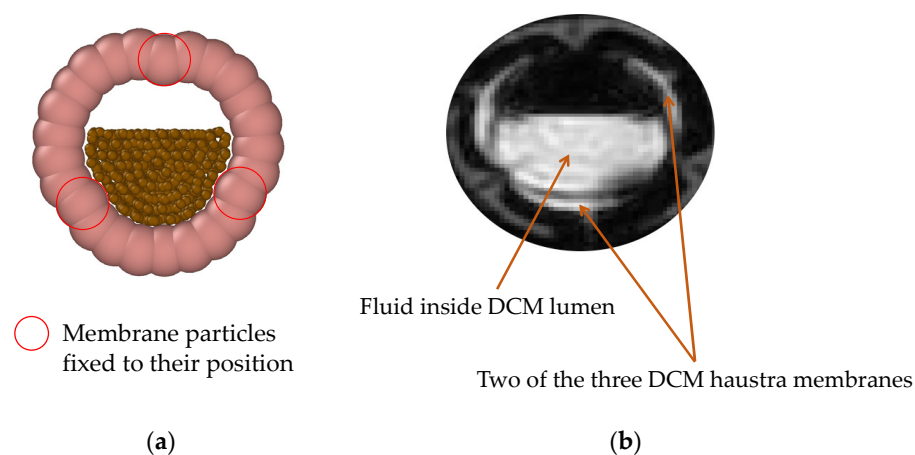 Fluid inside DCM lumen
Membrane particles
fixed to their position
Two of the three DCM haustra membranes
(a)
(b)